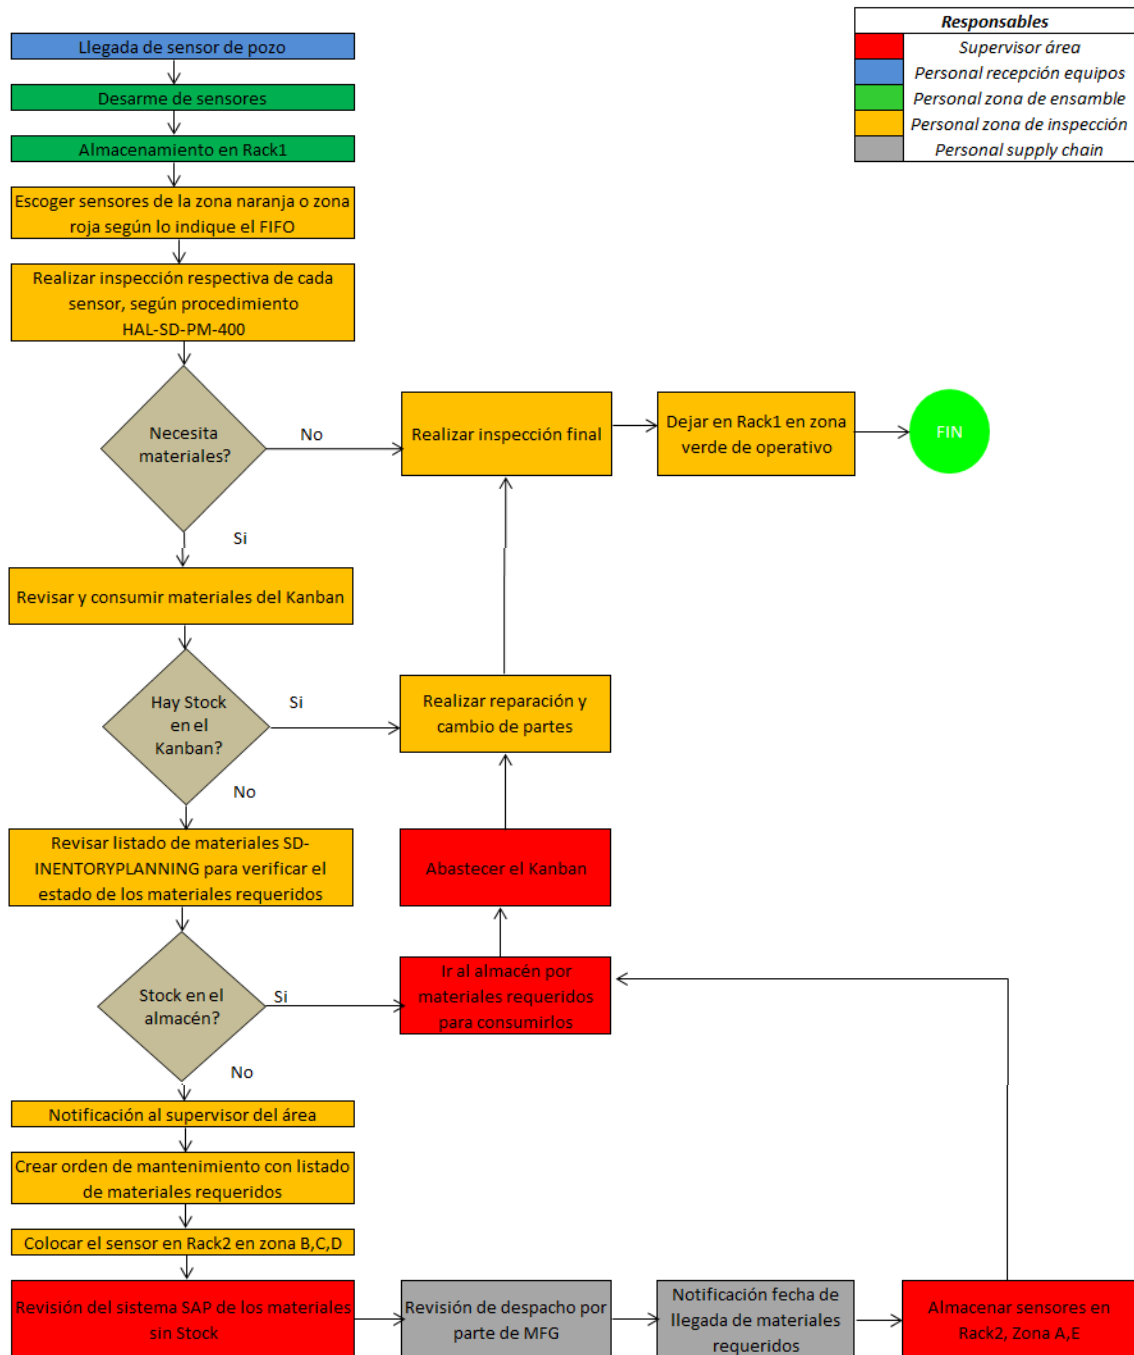 Responsables
Supervisor área
Personal recepción equipos
Personal zona de ensamble
Personal zona de inspección
Personal supply chain
Llegada de sensor de pozo
Desarme de sensores
Almacenamiento en Rack1
Escoger sensores de la zona naranja o zona
roja según lo indique el FIFO
Realizar inspección respectiva de cada
sensor, según procedimiento
HAL-SD-PM-400
Necesita
materiales?
No
Realizar inspección final
Dejar en Rack1 en zona
verde de operativo
FIN
Si
Revisar y consumir materiales del Kanban
Hay Stock
en el
Kanban?
Si
Realizar reparación y
cambio de partes
No
Revisar listado de materiales SD-
INENTORYPLANNING para verificar el
estado de los materiales requeridos
Abastecer el Kanban
Stock en el
almacén?
Si
Ir al almacén por
materiales requeridos
para consumirlos
No
Notificación al supervisor del área
Crear orden de mantenimiento con listado
de materiales requeridos
Colocar el sensor en Rack2 en zona B,C,D
Revisión del sistema SAP de los materiales
sin Stock
Revisión de despacho por
parte de MFG
Notificación fecha de
llegada de materiales
requeridos
Almacenar sensores en
Rack2, Zona A,E